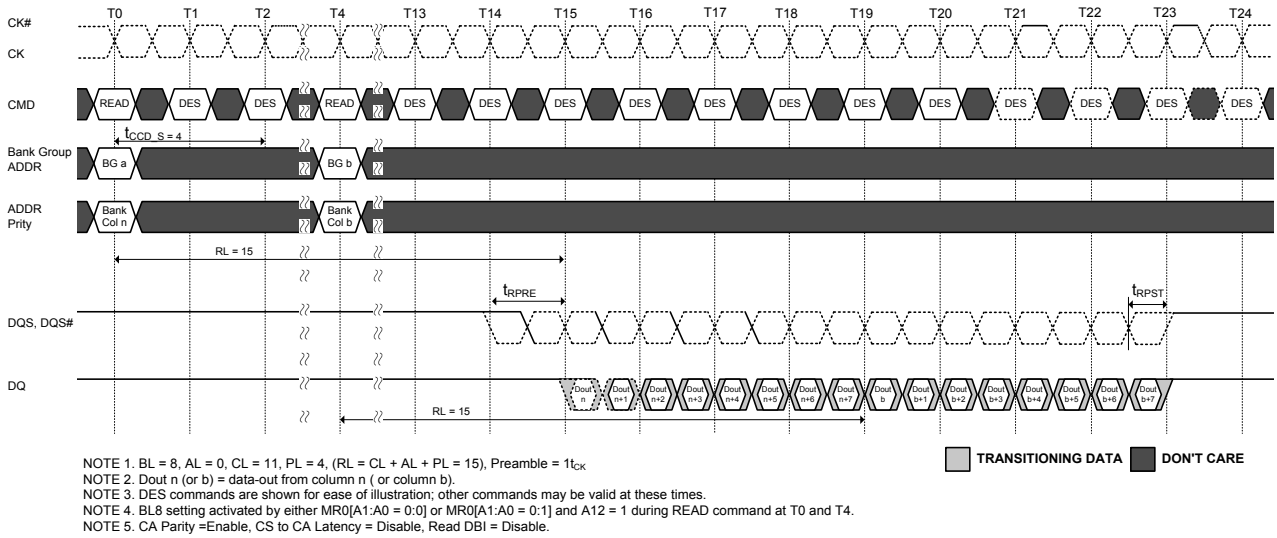 T0 T1 T2 T4 T13 T14 T15 T16 T17 T18 T19 T20 T21 T22 T23 T24
CK#
CK
CMD READ DES DES READ DES DES DES DES DES DES DES DES DES DES DES DES
tCCD_S = 4
Bank Group
ADDR
BG a BG b
ADDR
Prity
Bank
Col n
Bank
Col b
RL = 15
tRPRE tRPST
DQS, DQS#
DQ
Dout
n
Dout
n+1
Dout
n+2
Dout
n+3
Dout
n+4
Dout
n+5
Dout
n+6
Dout
n+7
Dout
b
Dout
b+1
Dout
b+2
Dout
b+3
Dout
b+4
Dout
b+5
Dout
b+6
Dout
b+7
RL = 15
TRANSITIONING DATA DON'T CARE
NOTE 1. BL = 8, AL = 0, CL = 11, PL = 4, (RL = CL + AL + PL = 15), Preamble = 1tCK
NOTE 2. Dout n (or b) = data-out from column n ( or column b).
NOTE 3. DES commands are shown for ease of illustration; other commands may be valid at these times.
NOTE 4. BL8 setting activated by either MR0[A1:A0 = 0:0] or MR0[A1:A0 = 0:1] and A12 = 1 during READ command at T0 and T4.
NOTE 5. CA Parity =Enable, CS to CA Latency = Disable, Read DBI = Disable.